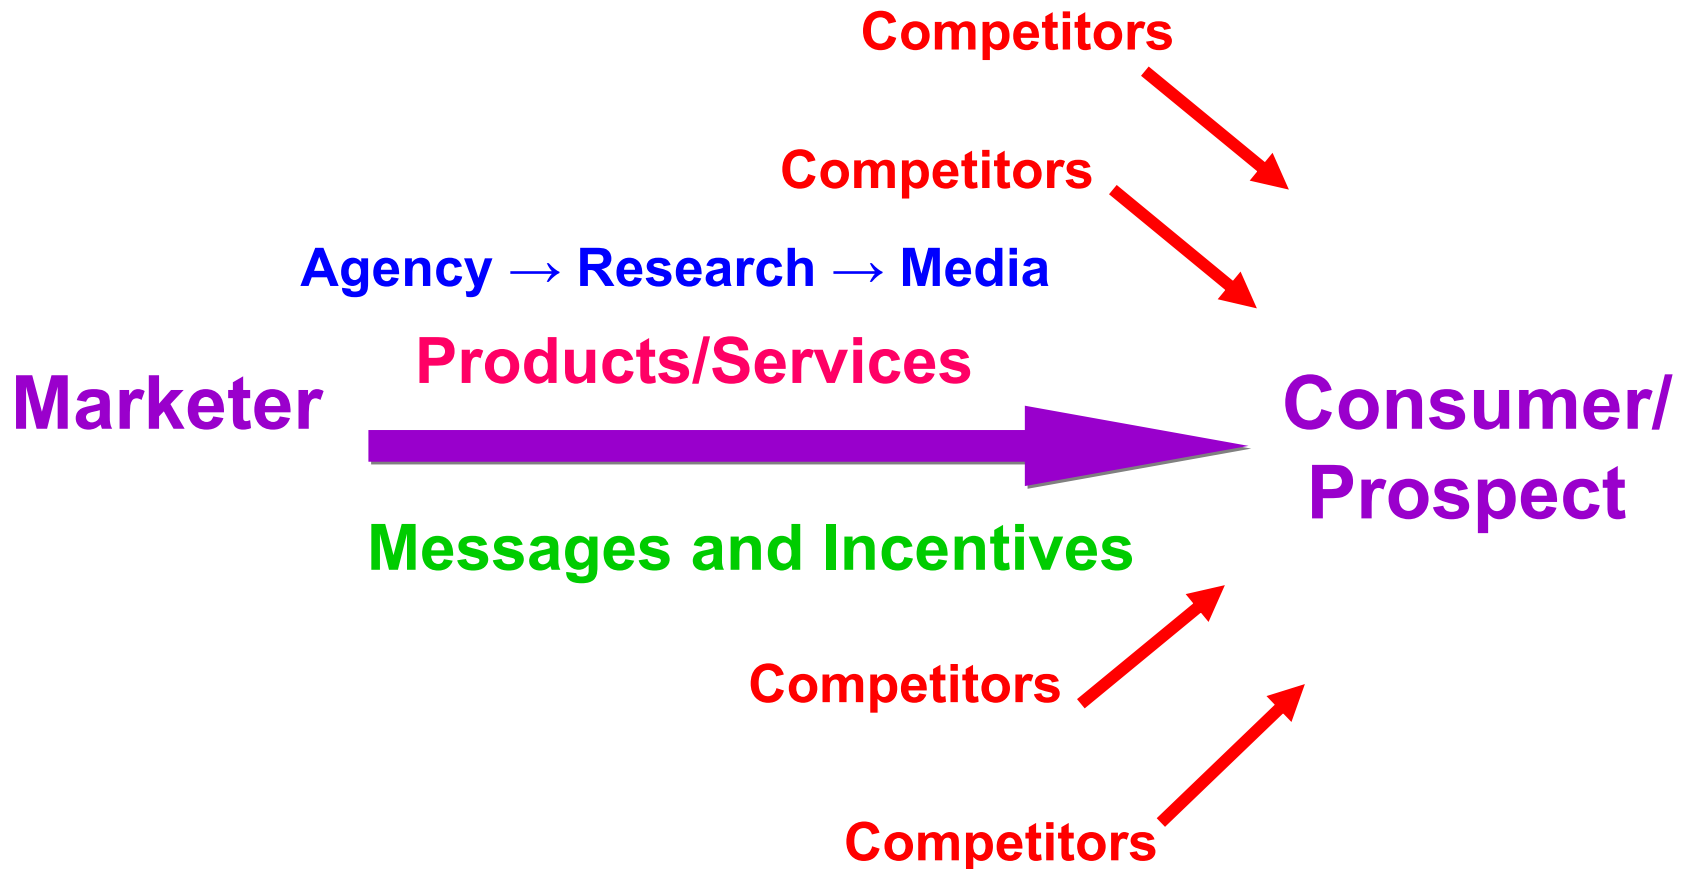 Competitors
Competitors
Agency → Research → Media
Products/Services
Marketer
Consumer/
Prospect
Messages and Incentives
Competitors
Competitors